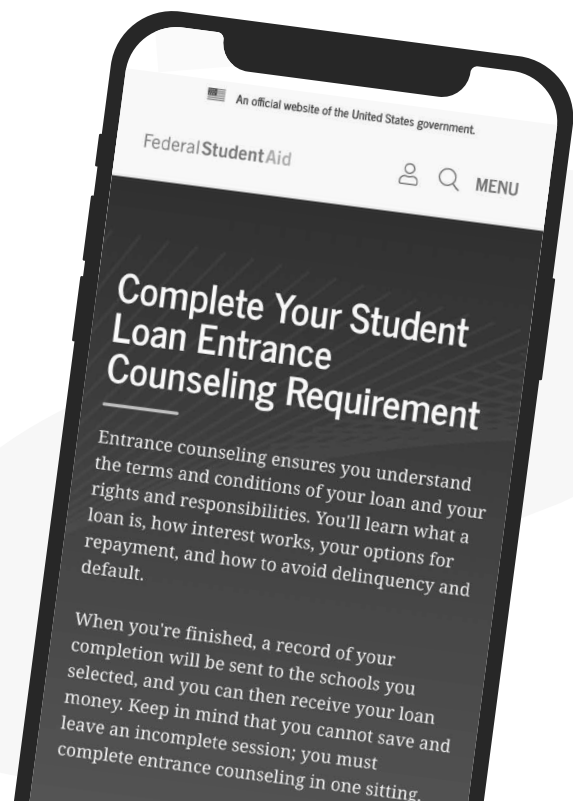 An official website of the United States government.
FederalStudentAid
MENU
Complete Your Student
Loan Entrance
Counseling Requirement
Entrance counseling ensures you understand
the terms and conditions of your loan and your
rights and responsibilities. You'll learn what a
loan is, how interest works, your options for
repayment, and how to avoid delinquency and
default.
When you're finished, a record of your
completion will be sent to the schools you
selected, and you can then receive your loan
money. Keep in mind that you cannot save and
leave an incomplete session; you must
complete entrance counseling in one sitting.